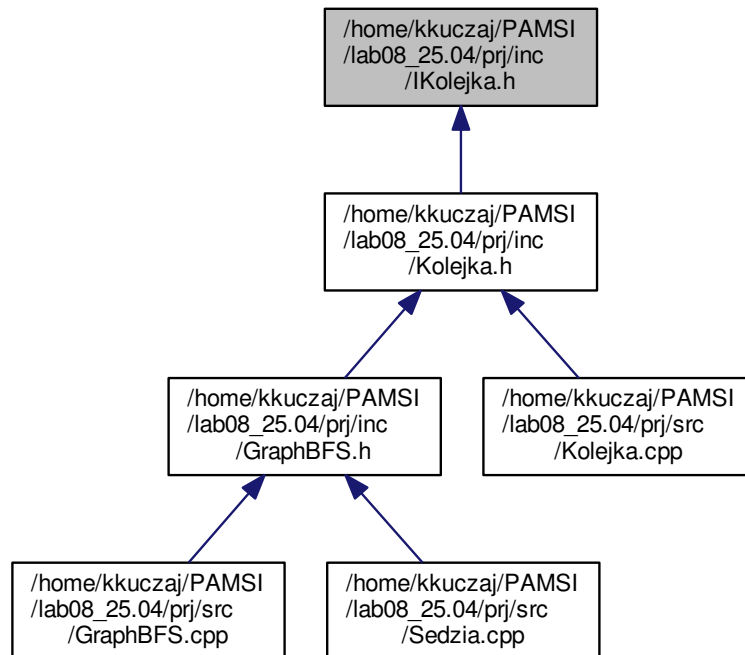 /home/kkuczaj/PAMSI
/lab08_25.04/prj/inc
/IKolejka.h
/home/kkuczaj/PAMSI
/lab08_25.04/prj/inc
/Kolejka.h
/home/kkuczaj/PAMSI
/lab08_25.04/prj/inc
/GraphBFS.h
/home/kkuczaj/PAMSI
/lab08_25.04/prj/src
/Kolejka.cpp
/home/kkuczaj/PAMSI
/lab08_25.04/prj/src
/GraphBFS.cpp
/home/kkuczaj/PAMSI
/lab08_25.04/prj/src
/Sedzia.cpp